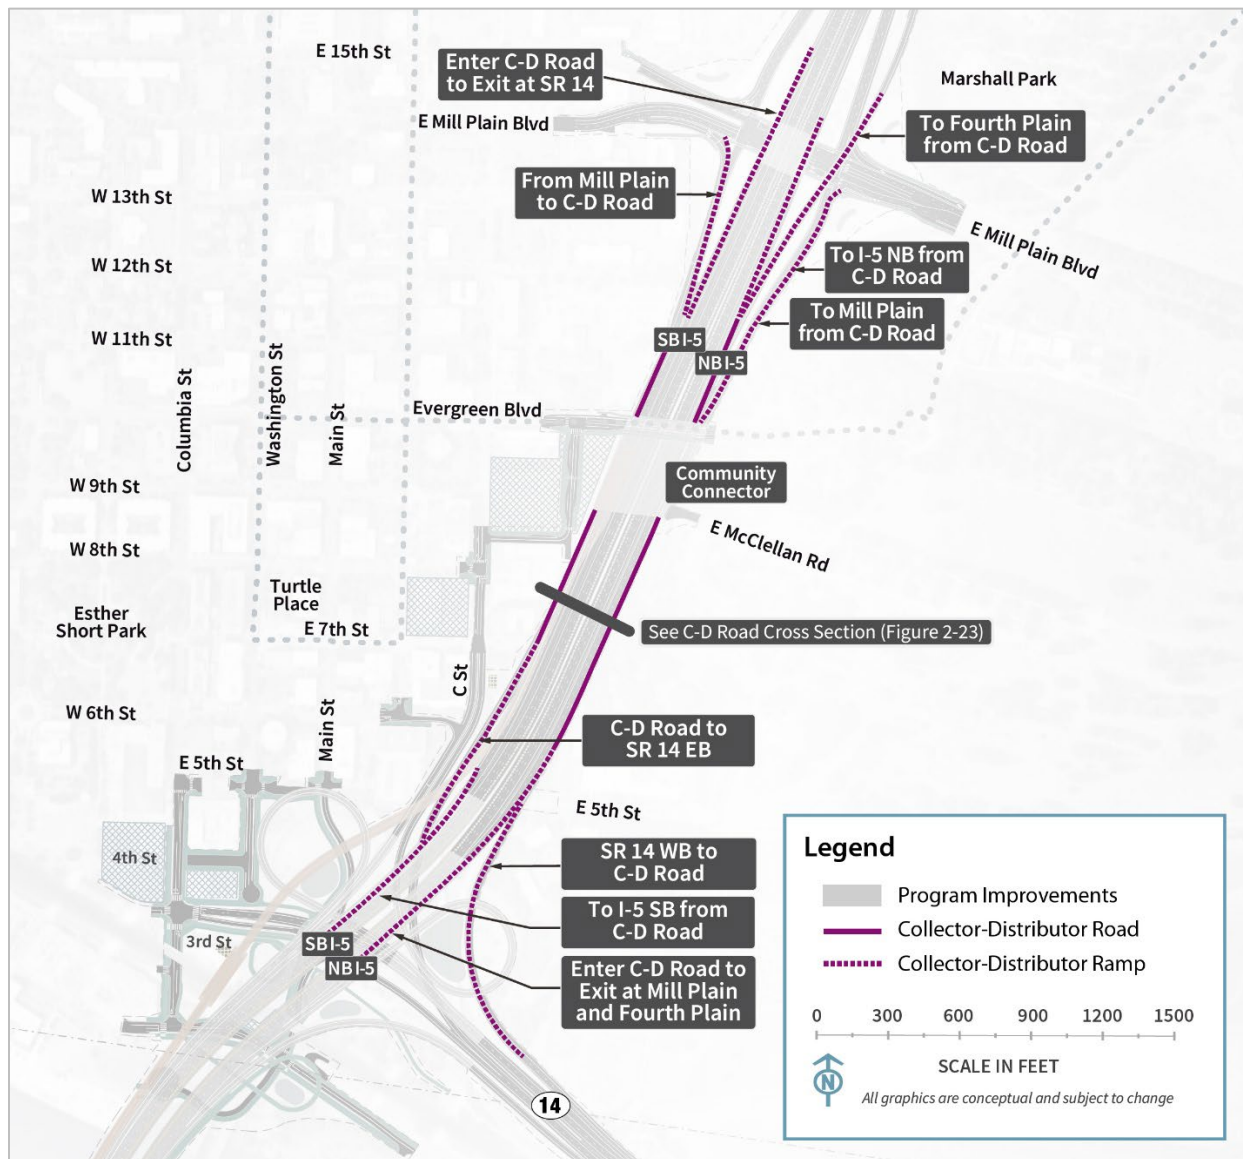 E 15th St
Enter C-D Road
to Exit at SR 14
Marshall Park
E Mill Plain Blvd
To Fourth Plain
from C-D Road
From Mill Plain
to C-D Road
W 13th St
E Mill Plain Blvd
To I-5 NB from
C-D Road
W 12th St
To Mill Plain
from C-D Road
W 11th St
SB I-5
NB I-5
Columbia St
Washington St
Main St
Evergreen Blvd
Community
Connector
W 9th St
E McClellan Rd
W 8th St
Turtle
Place
Esther
Short Park
E 7th St
See C-D Road Cross Section (Figure 2-23)
C St
W 6th St
Main St
C-D Road to
SR 14 EB
E 5th St
E 5th St
4th St
SR 14 WB to
C-D Road
To I-5 SB from
C-D Road
3rd St
SB I-5
NB I-5
Enter C-D Road to
Exit at Mill Plain
and Fourth Plain
14
Legend
Program Improvements
Collector-Distributor Road
Collector-Distributor Ramp
0 300 600 900 1200 1500
SCALE IN FEET
N
All graphics are conceptual and subject to change